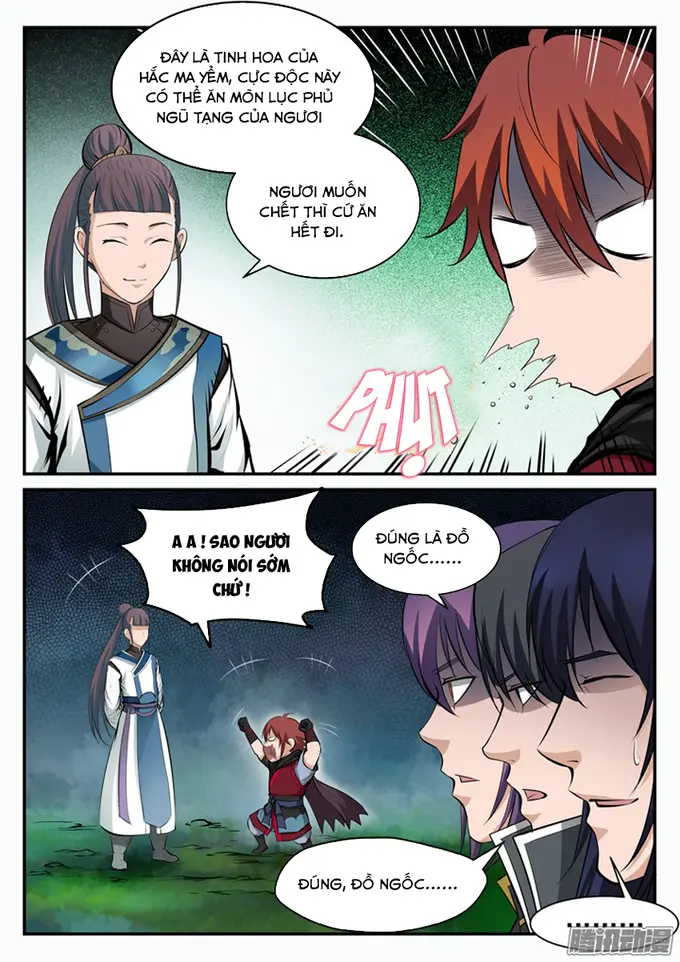 ĐÂY LÀ TINH HOA CỦA
HẮC MA YỂM, CỰC ĐỘC NÀY
CÓ THỂ ĂN MÒN LỤC PHỦ
NGŨ TẠNG CỦA NGƯƠI
NGƯƠI MUỐN
CHẾT THÌ CỨ ĂN
HẾT ĐI.
PHỤT
A A ! SAO NGƯƠI
KHÔNG NÓI SỚM
CHỨ !
ĐÚNG LÀ ĐỒ
NGỐC......
ĐÚNG, ĐỒ NGỐC......
.........
腾讯动漫